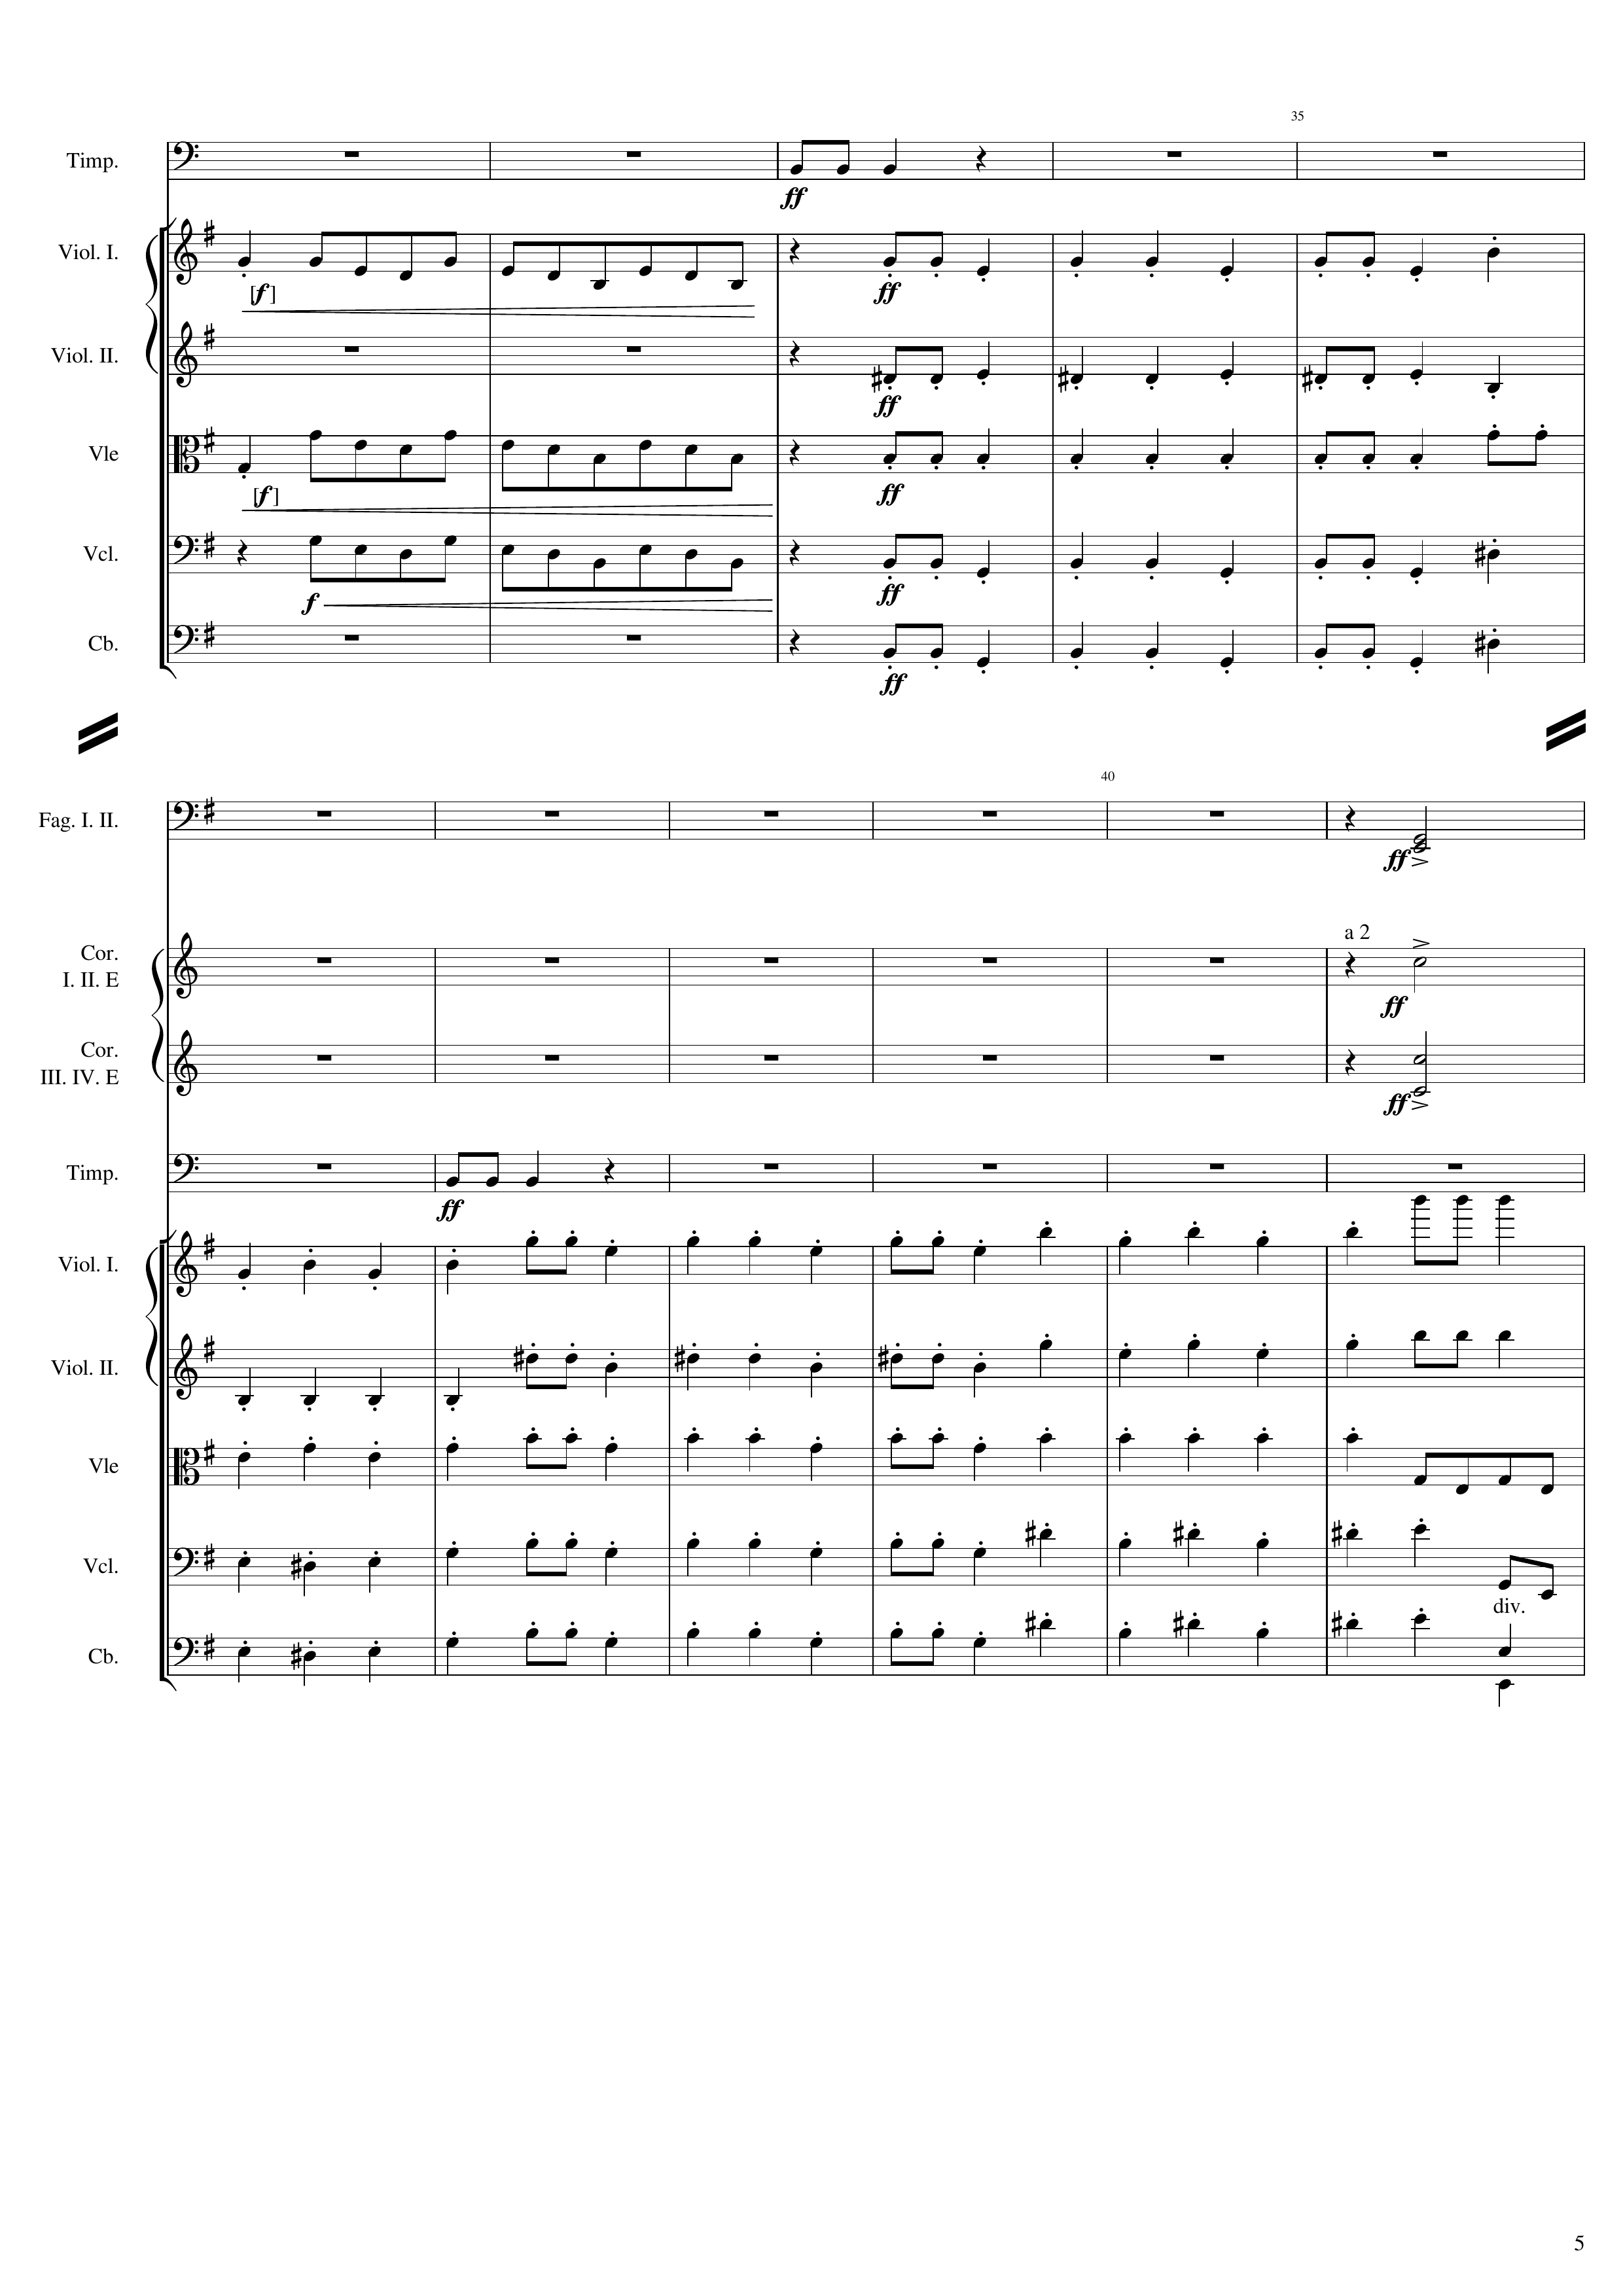 35
Timp.
ff
Viol. I.
[f]
ff
Viol. II.
ff
Vle
[f]
ff
Vcl.
f
ff
Cb.
ff
40
Fag. I. II.
ff
a 2
Cor.
I. II. E
ff
Cor.
III. IV. E
ff
Timp.
ff
Viol. I.
Viol. II.
Vle
Vcl.
div.
Cb.
5